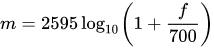 m = 2595 log₁₀(1 + f/700)